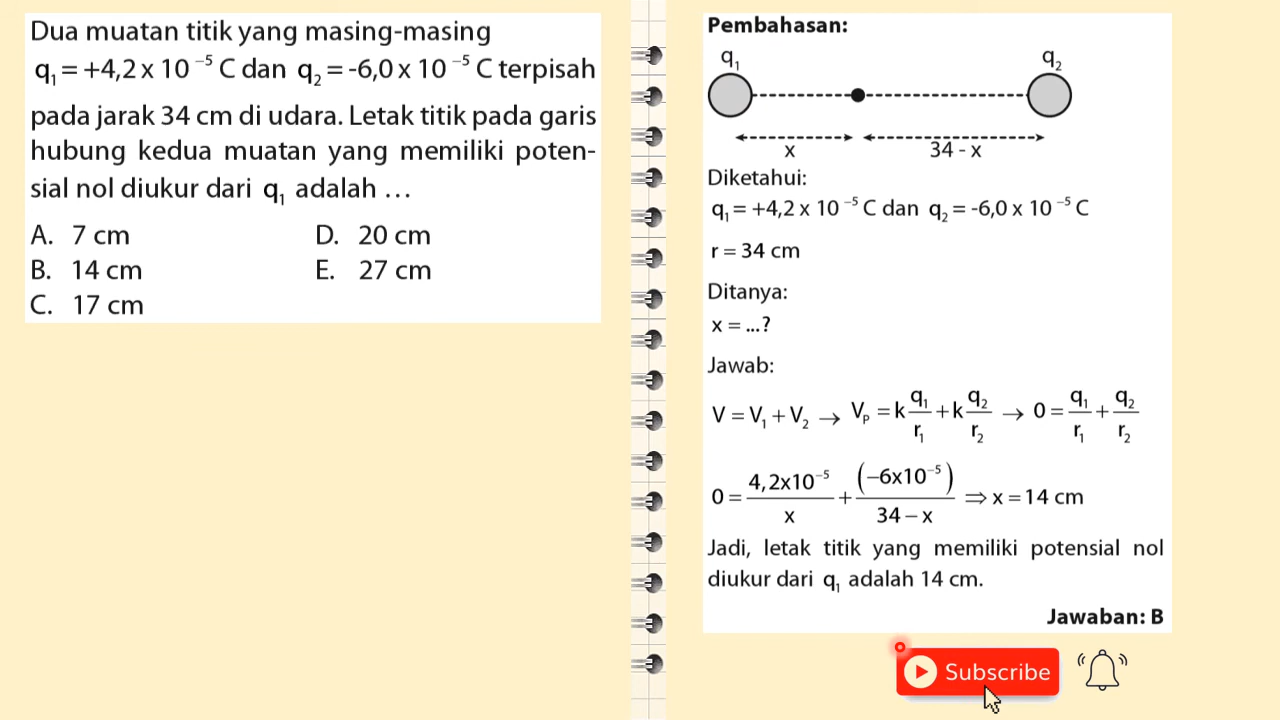 Dua muatan titik yang masing-masing
q₁ = +4,2 x 10 ⁻⁵ C dan q₂ = -6,0 x 10 ⁻⁵ C terpisah
pada jarak 34 cm di udara. Letak titik pada garis
hubung kedua muatan yang memiliki poten-
sial nol diukur dari q₁ adalah …
A. 7 cm
D. 20 cm
B. 14 cm
E. 27 cm
C. 17 cm
Pembahasan:
q₁
q₂
x
34 - x
Diketahui:
q₁ = +4,2 x 10 ⁻⁵ C dan q₂ = -6,0 x 10 ⁻⁵ C
r = 34 cm
Ditanya:
x = ...?
Jawab:
V = V₁ + V₂ → Vₚ = k q₁/r₁ + k q₂/r₂ → 0 = q₁/r₁ + q₂/r₂
0 = 4,2x10⁻⁵/x + (−6x10⁻⁵)/34 − x ⇒ x = 14 cm
Jadi, letak titik yang memiliki potensial nol
diukur dari q₁ adalah 14 cm.
Jawaban: B
Subscribe